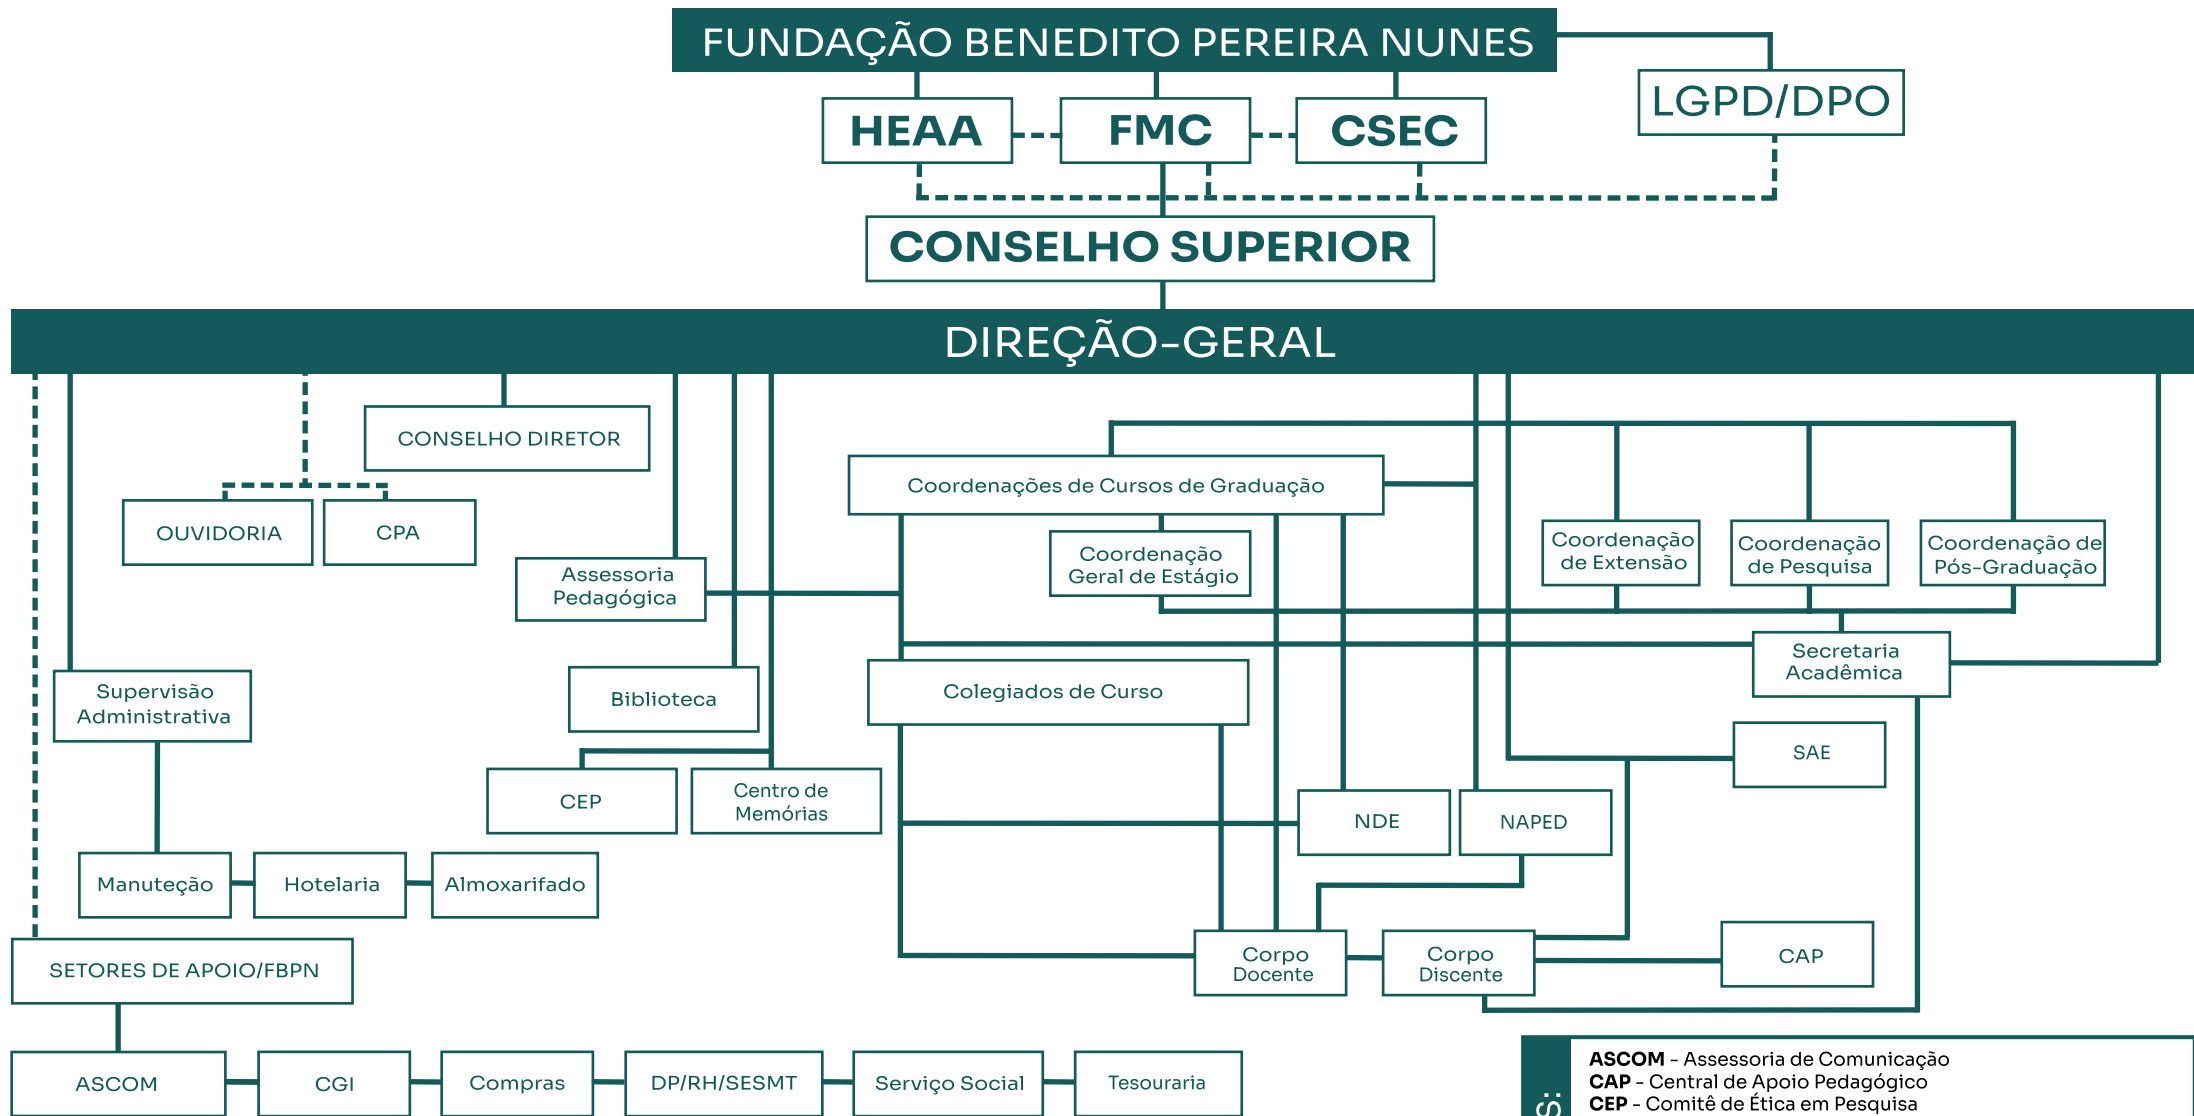 FUNDAÇÃO BENEDITO PEREIRA NUNES
LGPD/DPO
HEAA
FMC
CSEC
CONSELHO SUPERIOR
DIREÇÃO-GERAL
CONSELHO DIRETOR
OUVIDORIA
CPA
Coordenações de Cursos de Graduação
Coordenação
Geral de Estágio
Coordenação
de Extensão
Coordenação
de Pesquisa
Coordenação de
Pós-Graduação
Assessoria
Pedagógica
Secretaria
Acadêmica
Supervisão
Administrativa
Biblioteca
Colegiados de Curso
SAE
CEP
Centro de
Memórias
NDE
NAPED
Manuteção
Hotelaria
Almoxarifado
SETORES DE APOIO/FBPN
Corpo
Docente
Corpo
Discente
CAP
ASCOM
CGI
Compras
DP/RH/SESMT
Serviço Social
Tesouraria
ASCOM - Assessoria de Comunicação
CAP - Central de Apoio Pedagógico
CEP - Comitê de Ética em Pesquisa